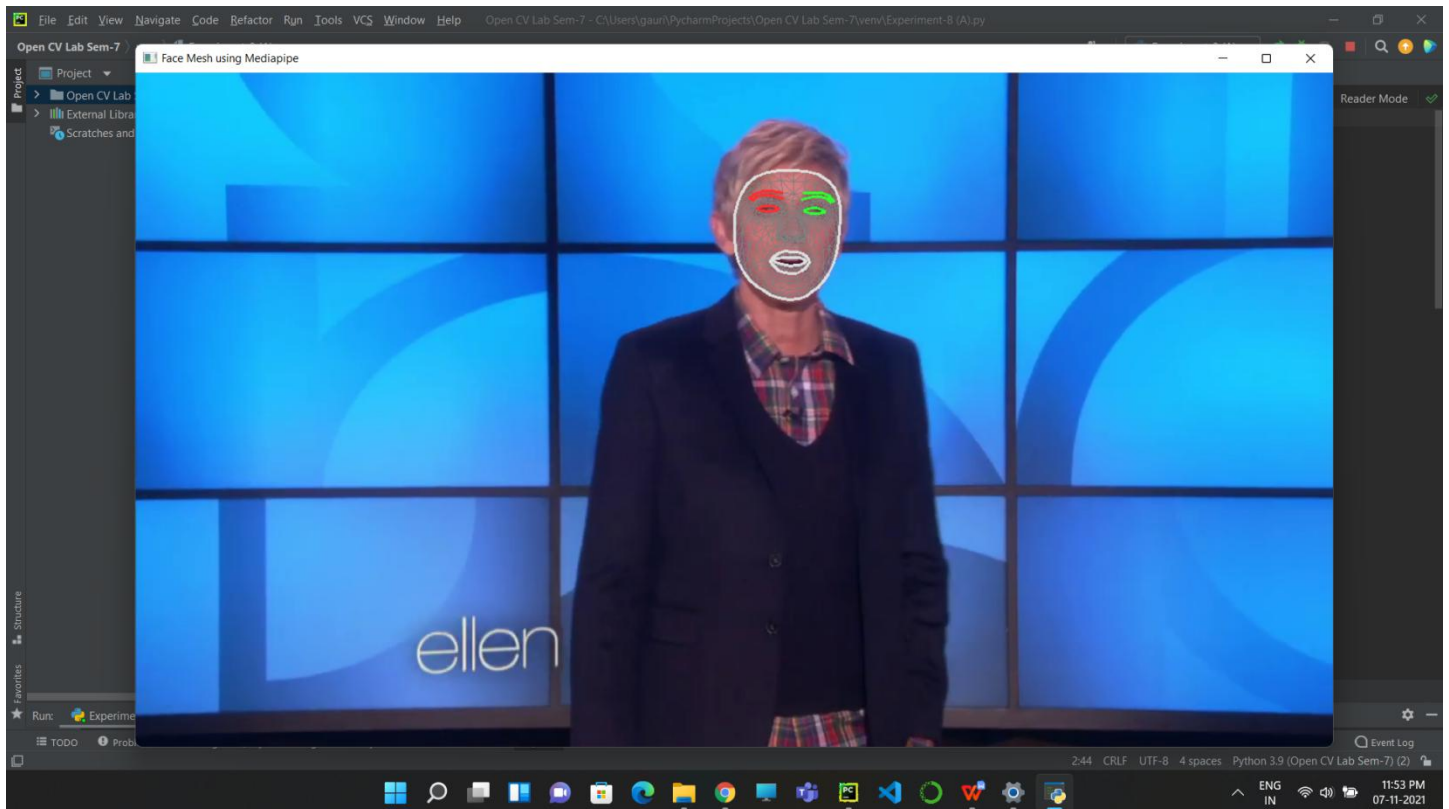 File Edit View Navigate Code Refactor Run Tools VCS Window Help Open CV Lab Sem-7 - C:\Users\gauri\PycharmProjects\Open CV Lab Sem-7\venv\Experiment-8 (A).py
Open CV Lab Sem-7
Face Mesh using Mediapipe
Project
Project
Open CV Lab
Reader Mode
External Libra
Scratches and
ellen
Structure
Favorites
Run: Experime
TODO Prob
Event Log
2:44 CRLF UTF-8 4 spaces Python 3.9 (Open CV Lab Sem-7) (2)
ENG
IN
11:53 PM
07-11-2021